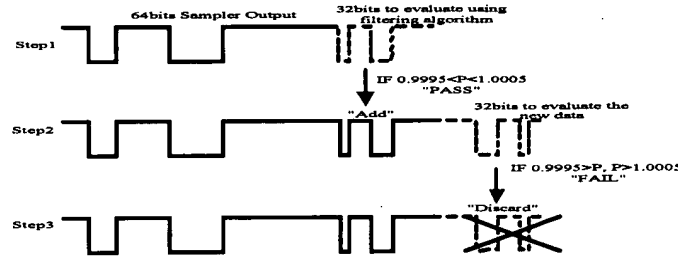 64bits Sampler Output
32bits to evaluate using
filtering algorithm
Step1
IF 0.9995<P<1.0005
"PASS"
"Add"
32bits to evaluate the
new data
Step2
IF 0.9995>P, P>1.0005
"FAIL"
"Discard"
Step3